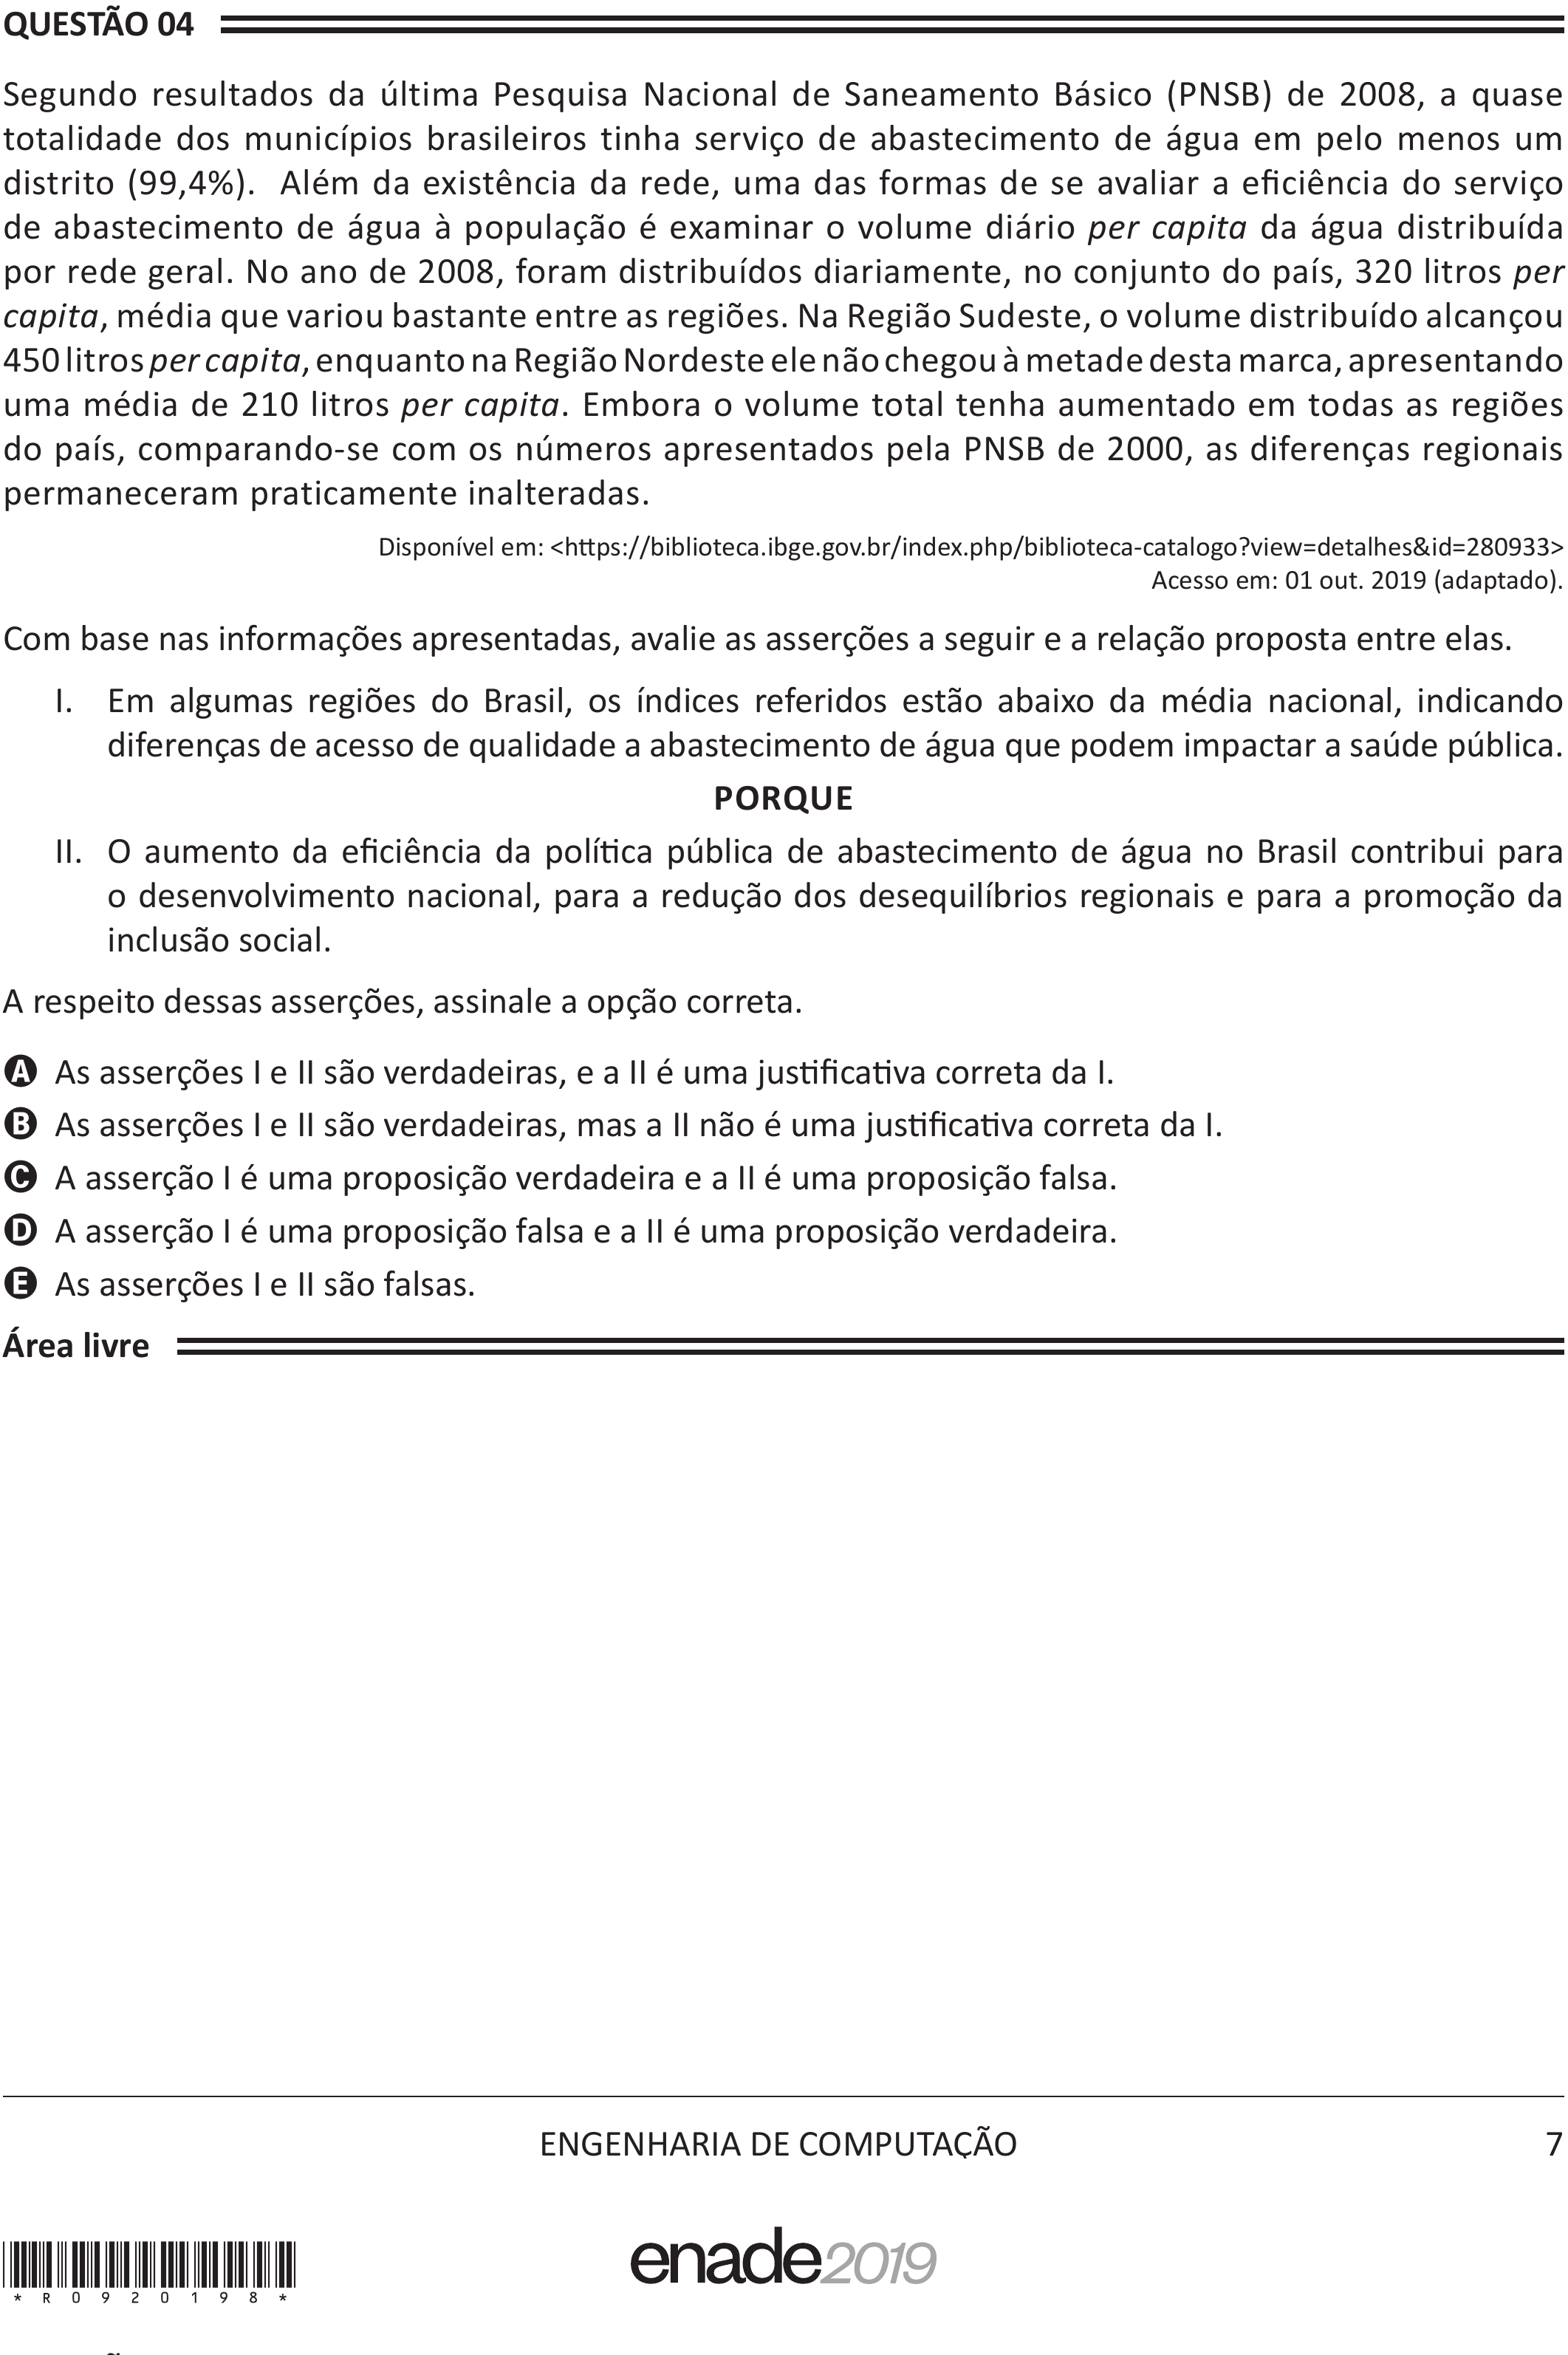 QUESTÃO 04
Segundo resultados da última Pesquisa Nacional de Saneamento Básico (PNSB) de 2008, a quase
totalidade dos municípios brasileiros tinha serviço de abastecimento de água em pelo menos um
distrito (99,4%). Além da existência da rede, uma das formas de se avaliar a eficiência do serviço
de abastecimento de água à população é examinar o volume diário per capita da água distribuída
por rede geral. No ano de 2008, foram distribuídos diariamente, no conjunto do país, 320 litros per
capita, média que variou bastante entre as regiões. Na Região Sudeste, o volume distribuído alcançou
450 litros per capita, enquanto na Região Nordeste ele não chegou à metade desta marca, apresentando
uma média de 210 litros per capita. Embora o volume total tenha aumentado em todas as regiões
do país, comparando-se com os números apresentados pela PNSB de 2000, as diferenças regionais
permaneceram praticamente inalteradas.
Disponível em: <https://biblioteca.ibge.gov.br/index.php/biblioteca-catalogo?view=detalhes&id=280933>
Acesso em: 01 out. 2019 (adaptado).
Com base nas informações apresentadas, avalie as asserções a seguir e a relação proposta entre elas.
I. Em algumas regiões do Brasil, os índices referidos estão abaixo da média nacional, indicando
diferenças de acesso de qualidade a abastecimento de água que podem impactar a saúde pública.
PORQUE
II. O aumento da eficiência da política pública de abastecimento de água no Brasil contribui para
o desenvolvimento nacional, para a redução dos desequilíbrios regionais e para a promoção da
inclusão social.
A respeito dessas asserções, assinale a opção correta.
A As asserções I e II são verdadeiras, e a II é uma justificativa correta da I.
B As asserções I e II são verdadeiras, mas a II não é uma justificativa correta da I.
C A asserção I é uma proposição verdadeira e a II é uma proposição falsa.
D A asserção I é uma proposição falsa e a II é uma proposição verdadeira.
E As asserções I e II são falsas.
Área livre
ENGENHARIA DE COMPUTAÇÃO 7
enade2019
* R 0 9 2 0 1 9 8 *